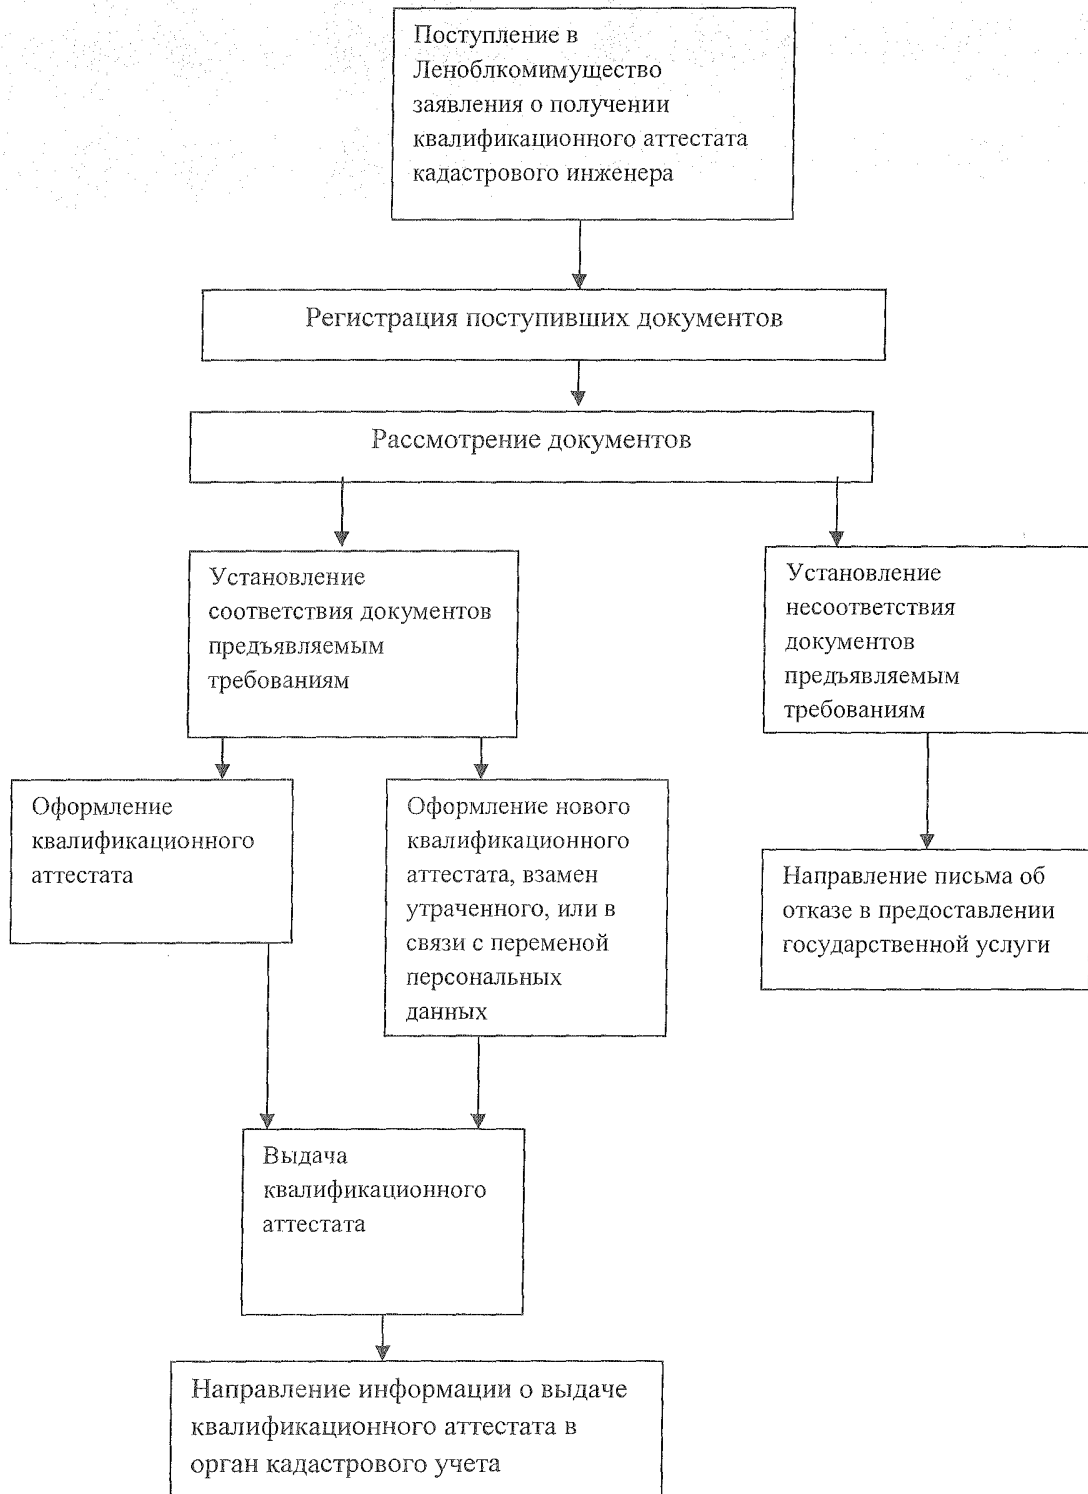 Поступление в
Леноблкомимущество
заявления о получении
квалификационного аттестата
кадастрового инженера
Регистрация поступивших документов
Рассмотрение документов
Установление
соответствия документов
предъявляемым
требованиям
Установление
несоответствия
документов
предъявляемым
требованиям
Оформление
квалификационного
аттестата
Оформление нового
квалификационного
аттестата, взамен
утраченного, или в
связи с переменой
персональных
данных
Направление письма об
отказе в предоставлении
государственной услуги
Выдача
квалификационного
аттестата
Направление информации о выдаче
квалификационного аттестата в
орган кадастрового учета